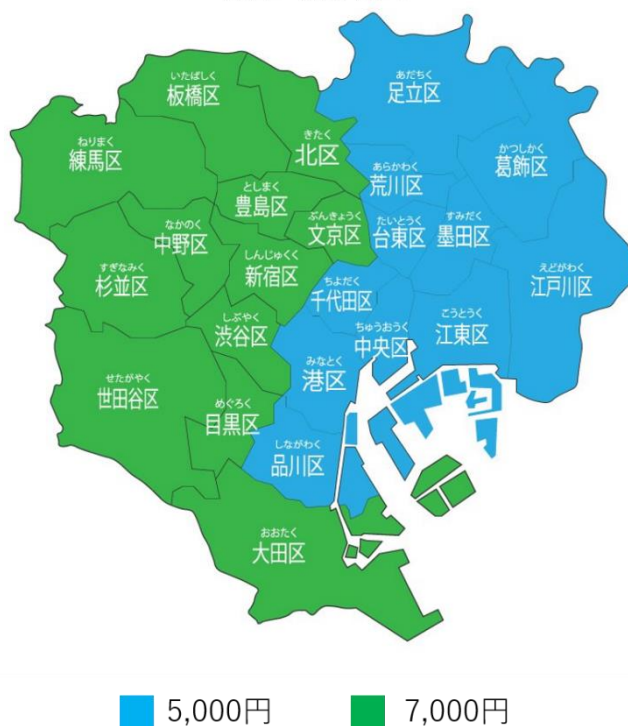 いたばしく
板橋区
あだちく
足立区
きたく
北区
ねりまく
練馬区
かつしかく
葛飾区
あらかわく
荒川区
としまく
豊島区
ぶんきょうく
文京区
たいとうく
台東区
すみだく
墨田区
なかのく
中野区
しんじゅくく
新宿区
すぎなみく
杉並区
えどがわく
江戸川区
ちよだく
千代田区
しぶやく
渋谷区
ちゅうおうく
中央区
こうとうく
江東区
みなとく
港区
せたがやく
世田谷区
めぐろく
目黒区
しながわく
品川区
おおたく
大田区
5,000円
7,000円